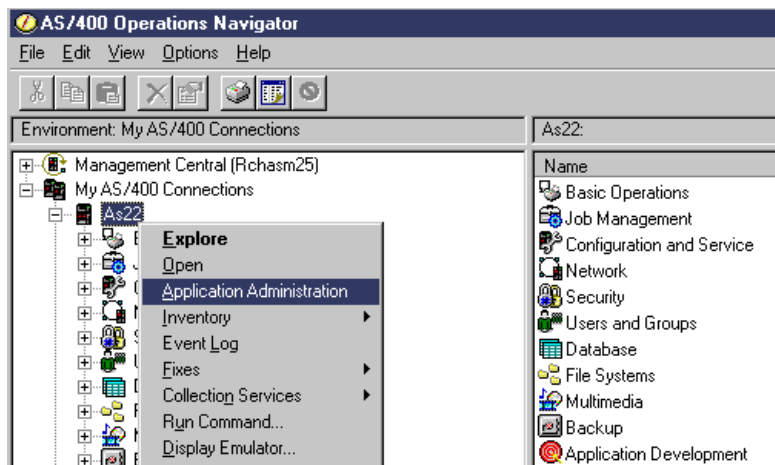 AS/400 Operations Navigator
File Edit View Options Help
Environment: My AS/400 Connections
As22:
Management Central (Rchasm25)
My AS/400 Connections
As22
Explore
Open
Application Administration
Inventory
Event Log
Fixes
Collection Services
Run Command...
Display Emulator...
Name
Basic Operations
Job Management
Configuration and Service
Network
Security
Users and Groups
Database
File Systems
Multimedia
Backup
Application Development